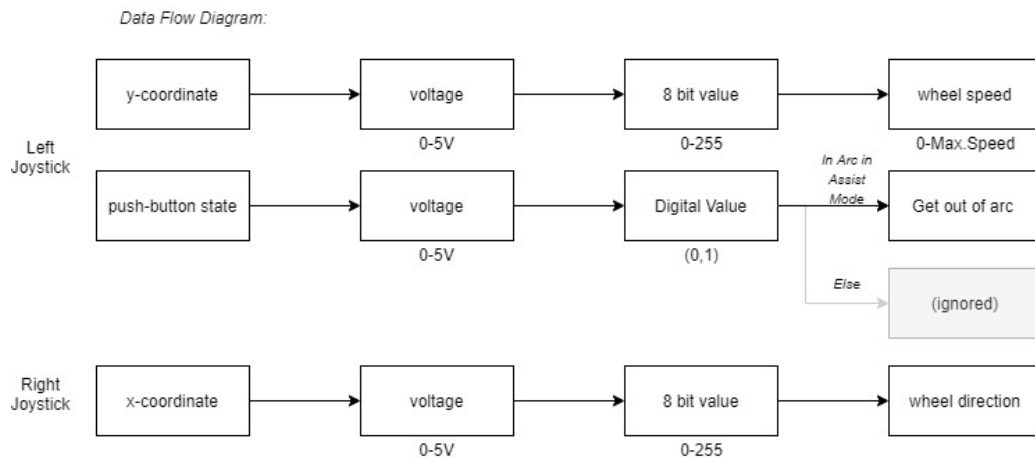 Data Flow Diagram:
y-coordinate
voltage
8 bit value
wheel speed
Left
Joystick
0-5V
0-255
0-Max.Speed
In Arc in
Assist
Mode
push-button state
voltage
Digital Value
Get out of arc
0-5V
(0,1)
Else
(ignored)
Right
Joystick
x-coordinate
voltage
8 bit value
wheel direction
0-5V
0-255